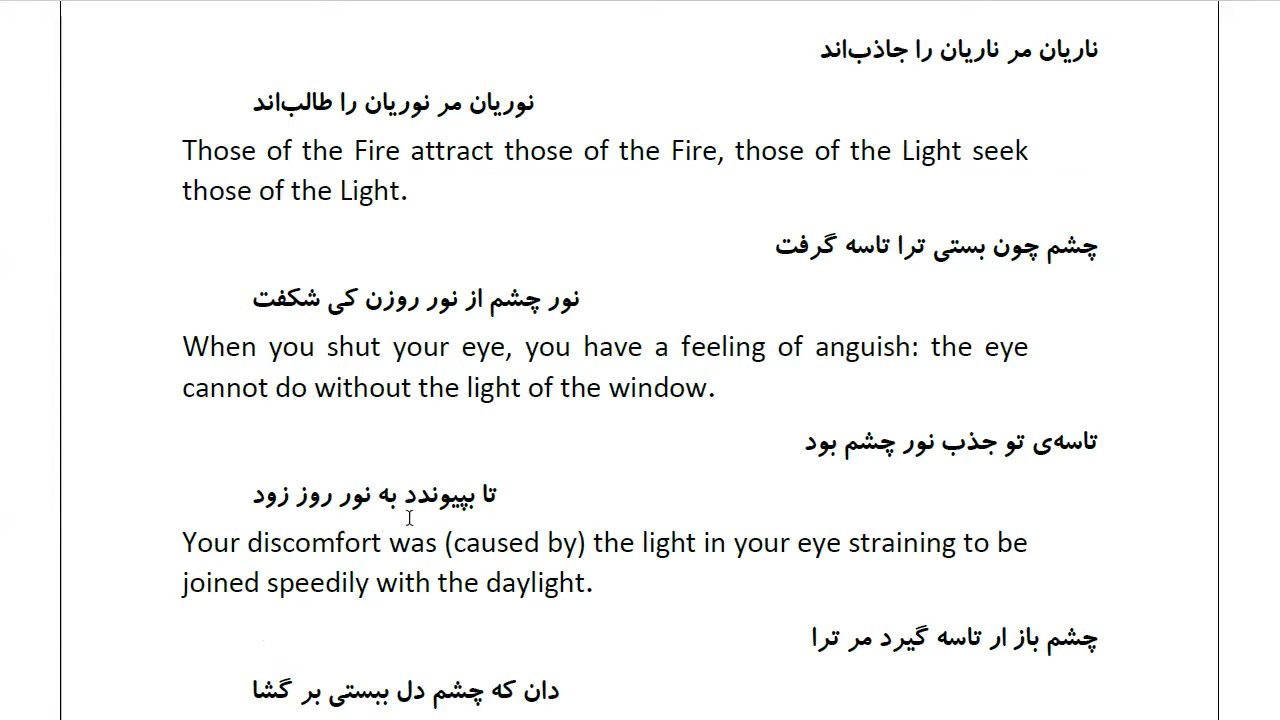 ناریان مر ناریان را جاذب‌اند
نوریان مر نوریان را طالب‌اند
Those of the Fire attract those of the Fire, those of the Light seek
those of the Light.
چشم چون بستی ترا تاسه گرفت
نور چشم از نور روزن کی شکفت
When you shut your eye, you have a feeling of anguish: the eye
cannot do without the light of the window.
تاسه‌ی تو جذب نور چشم بود
تا بپیوندد به نور روز زود
Your discomfort was (caused by) the light in your eye straining to be
joined speedily with the daylight.
چشم باز ار تاسه گیرد مر ترا
دان که چشم دل ببستی بر گشا